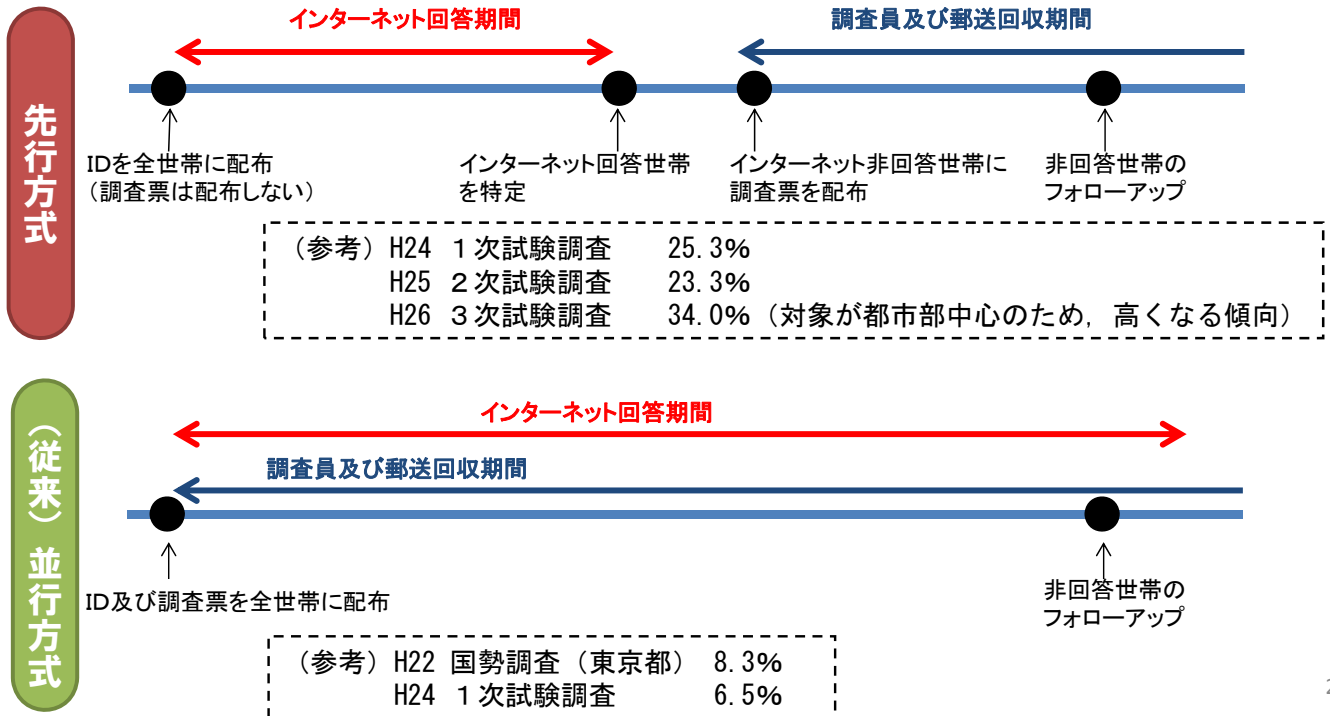 先行方式
インターネット回答期間
調査員及び郵送回収期間
IDを全世帯に配布
（調査票は配布しない）
インターネット回答世帯
を特定
インターネット非回答世帯に
調査票を配布
非回答世帯の
フォローアップ
（参考）H24 １次試験調査 25.3%
H25 ２次試験調査 23.3%
H26 ３次試験調査 34.0%（対象が都市部中心のため，高くなる傾向）
（従来）並行方式
インターネット回答期間
調査員及び郵送回収期間
ID及び調査票を全世帯に配布
非回答世帯の
フォローアップ
（参考）H22 国勢調査（東京都） 8.3%
H24 １次試験調査 6.5%